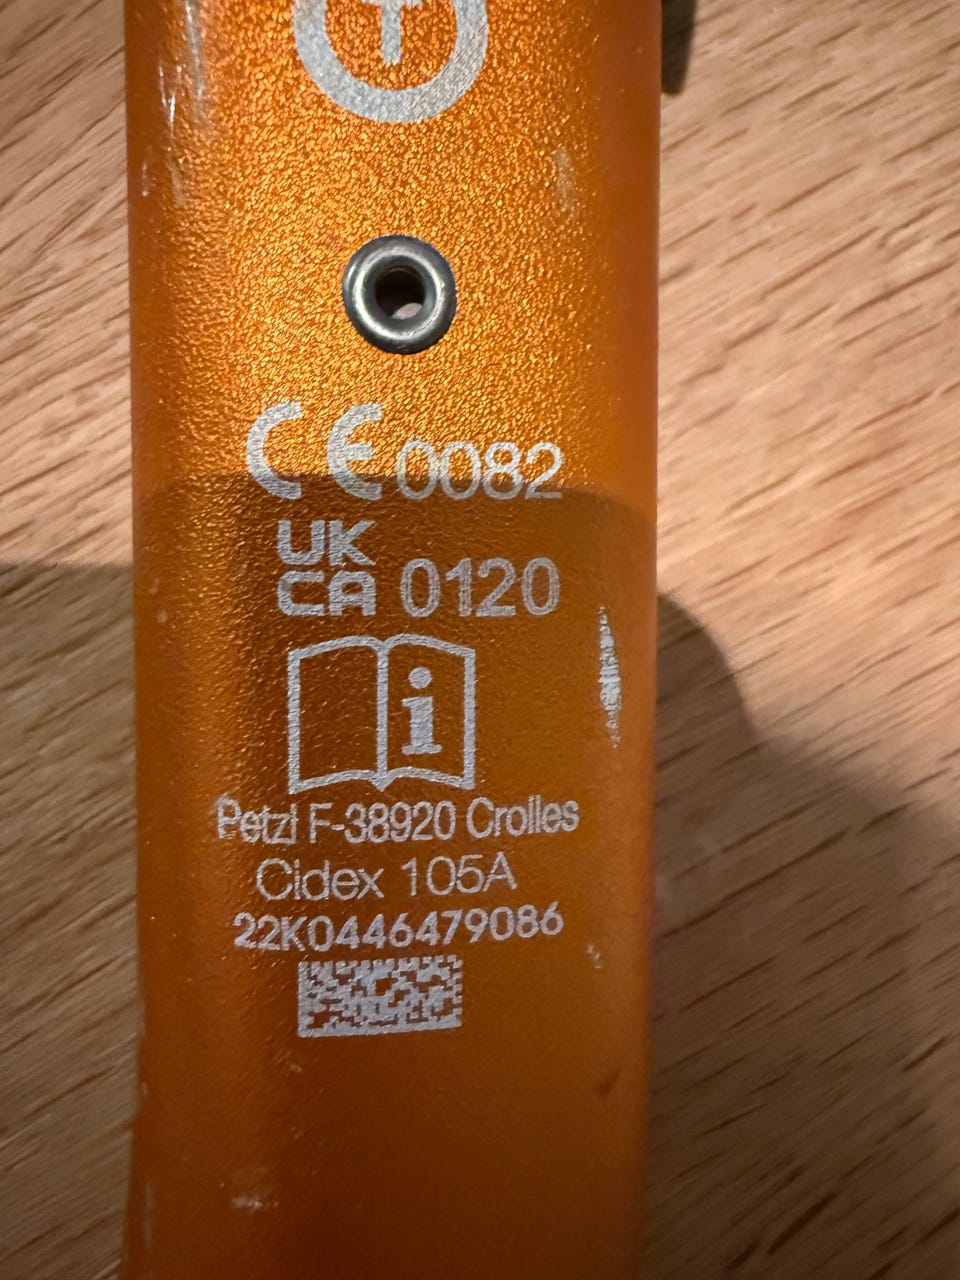 T
CE 0082
UK
CA 0120
i
Petzl F-38920 Crolles
Cidex 105A
22K0446479086